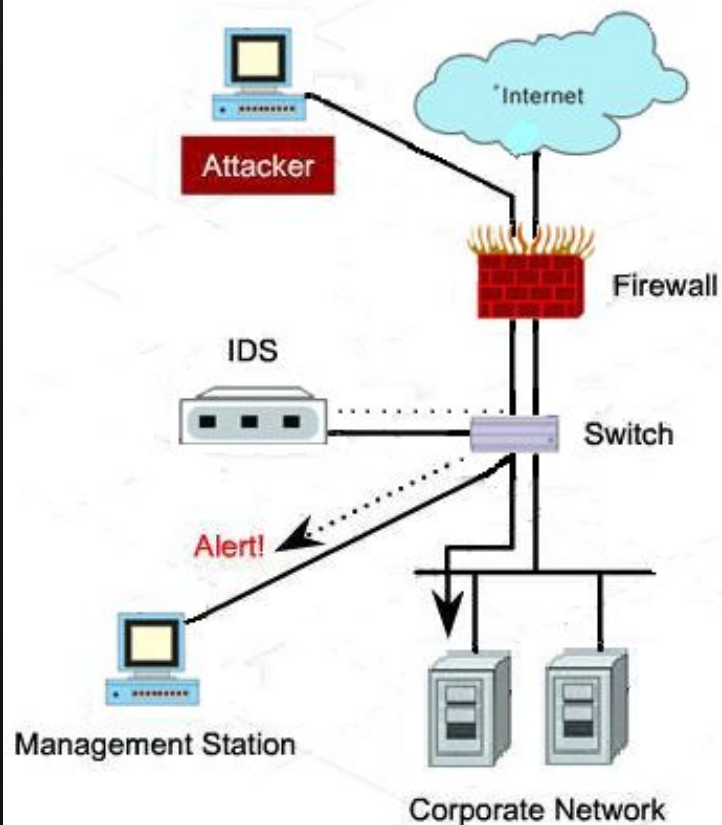 *Internet
Attacker
Firewall
IDS
Switch
Alert!
Management Station
Corporate Network